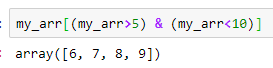 : my_arr[(my_arr>5) & (my_arr<10)]
: array([6, 7, 8, 9])